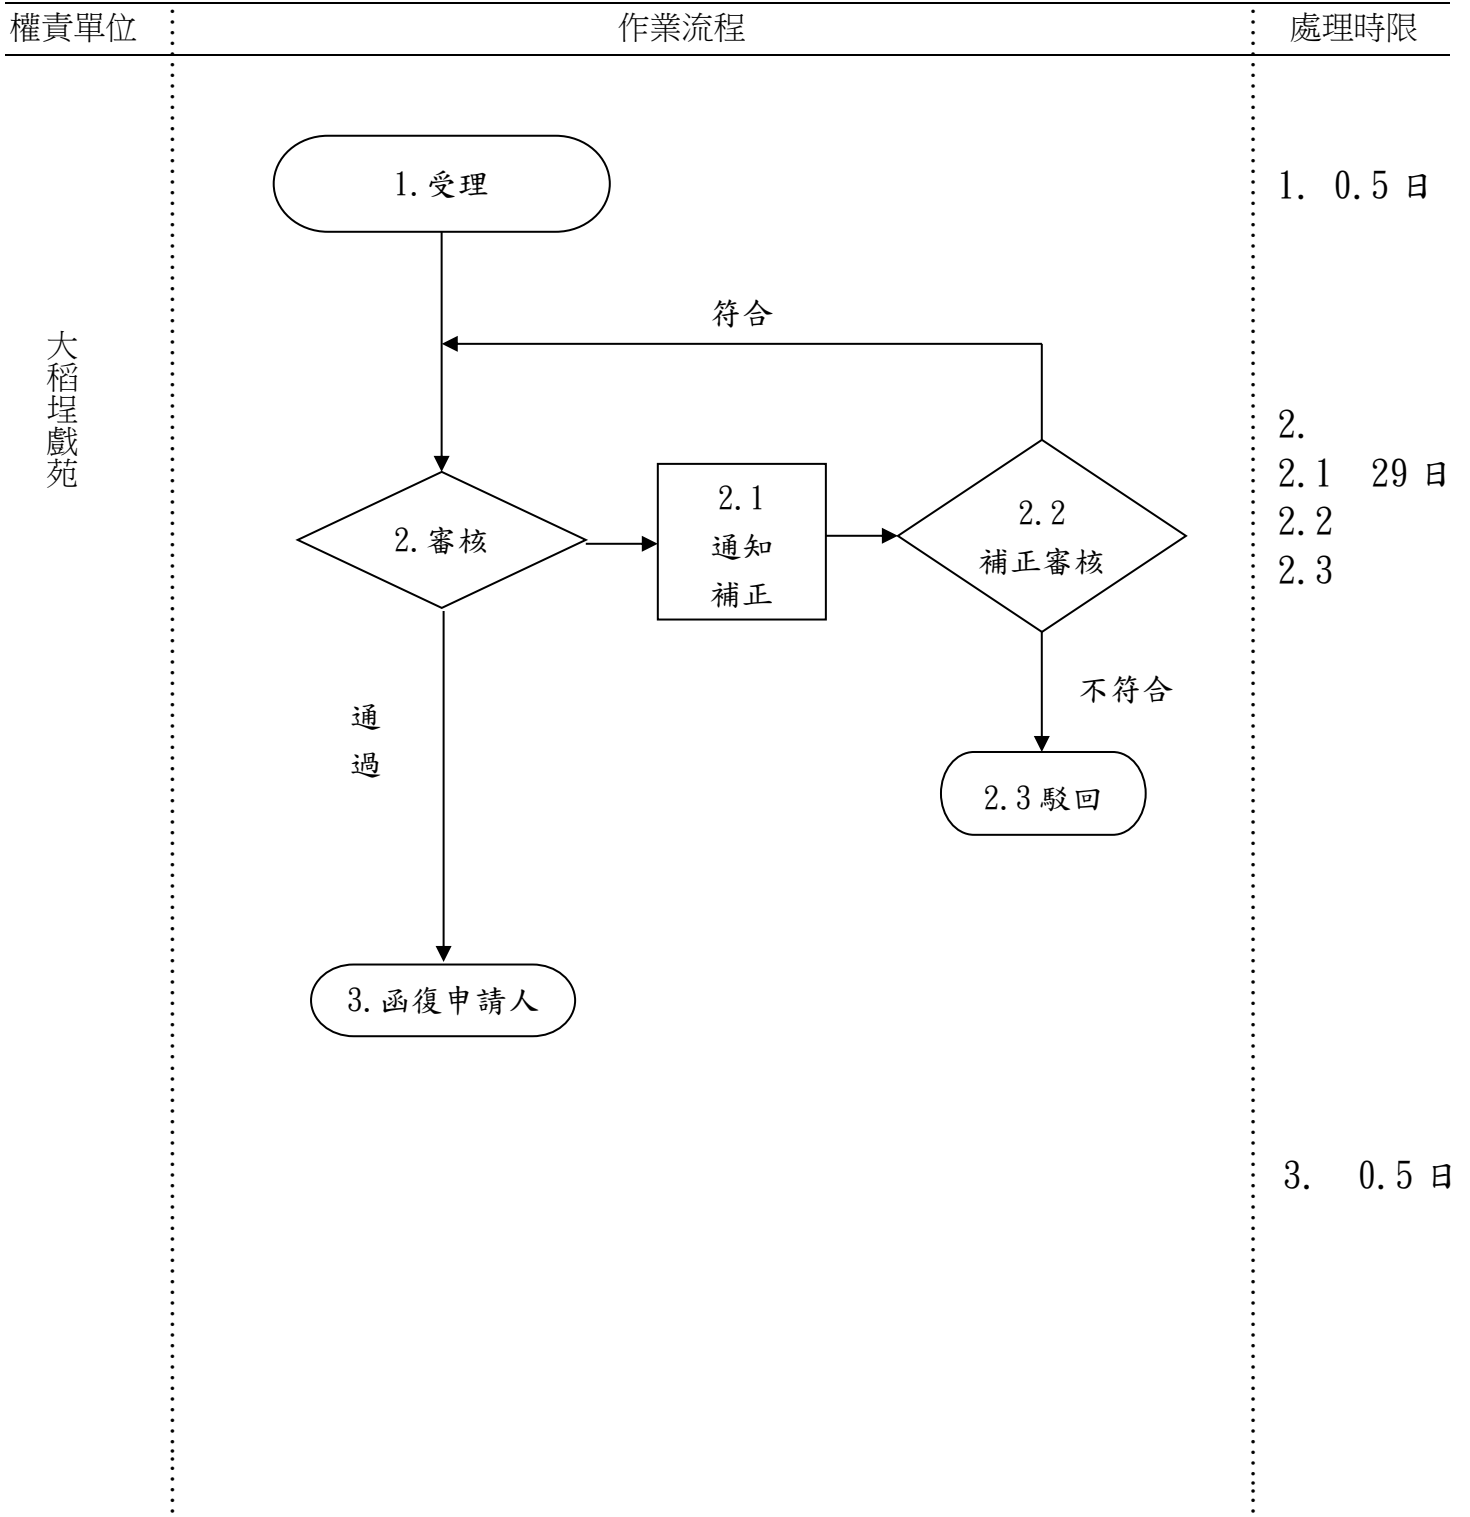 權責單位
作業流程
處理時限
1.受理
1. 0.5 日
符合
大稻埕戲苑
2.
2.1 29 日
2.2
2.3
2.審核
2.1
通知
補正
2.2
補正審核
不符合
通
過
2.3 駁回
3.函復申請人
3. 0.5 日